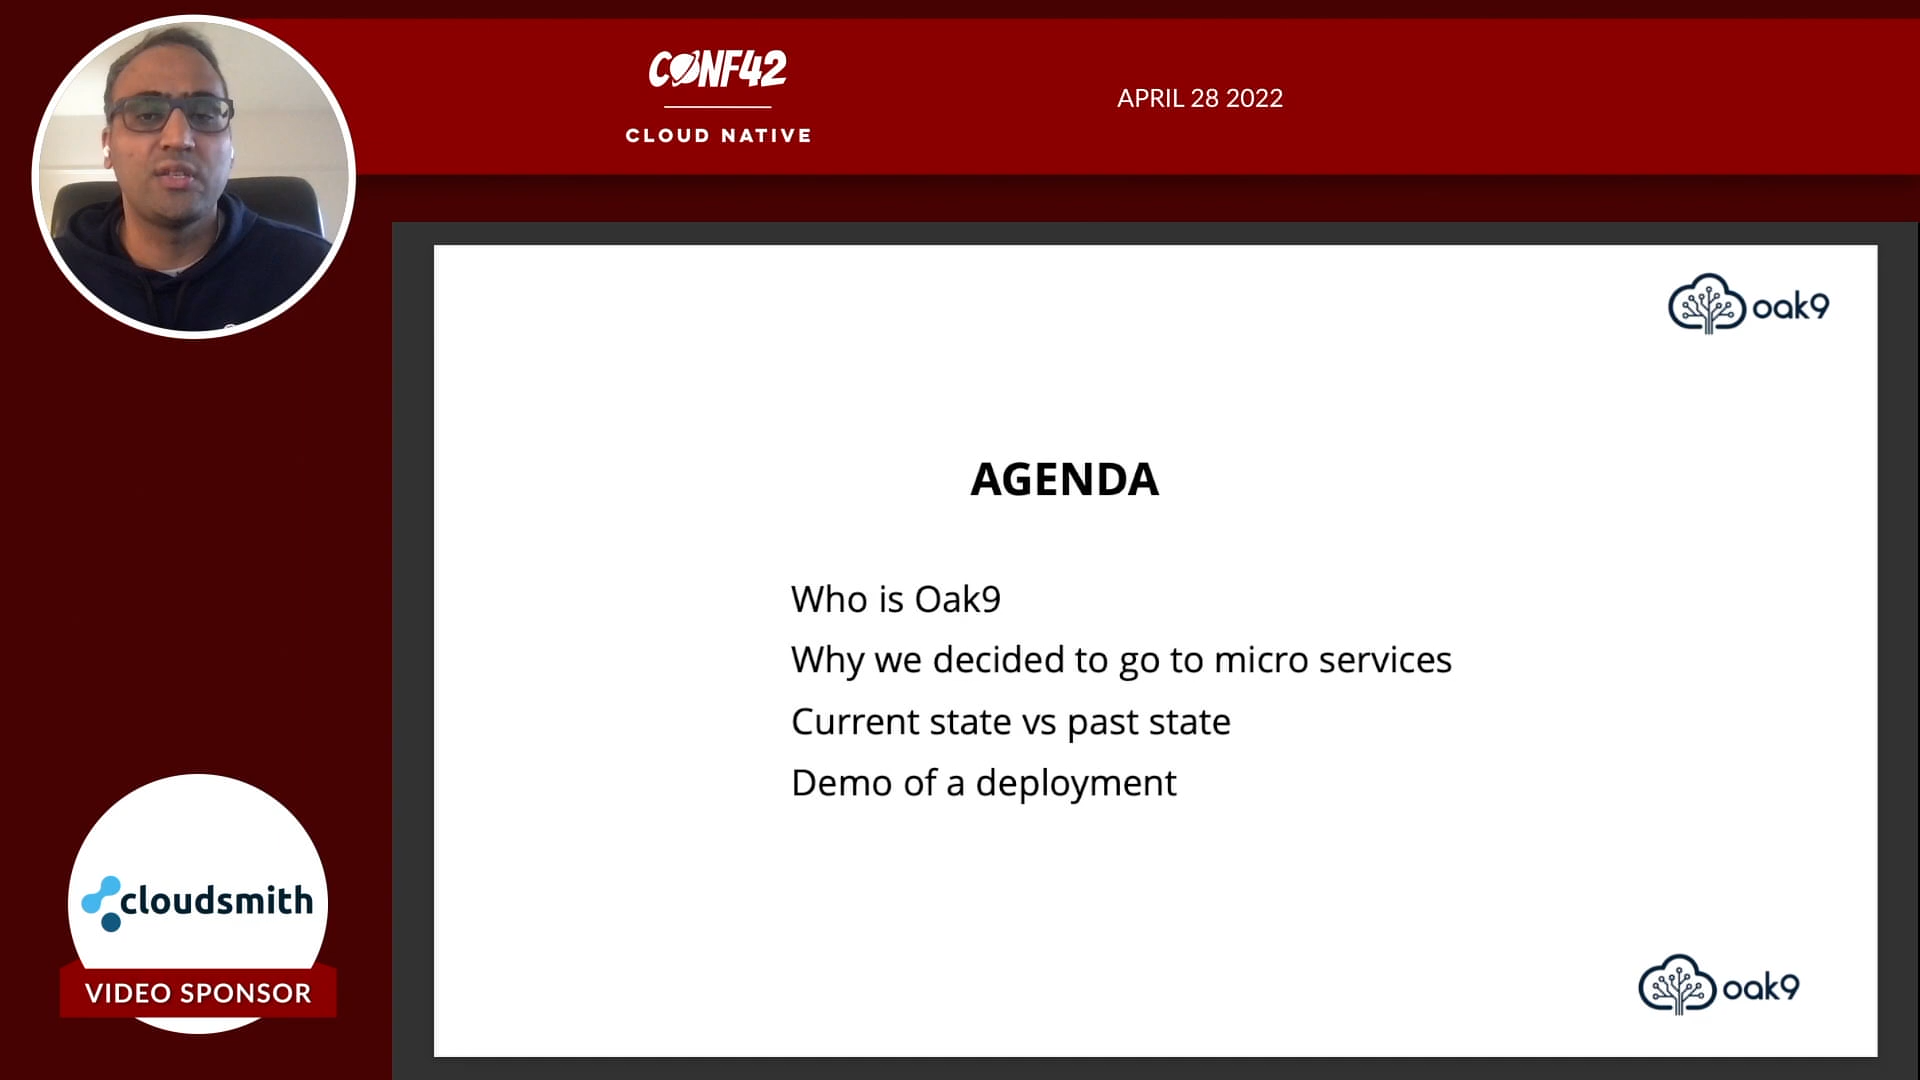 CONF42
CLOUD NATIVE
APRIL 28 2022
oak9
AGENDA
Who is Oak9
Why we decided to go to micro services
Current state vs past state
Demo of a deployment
oak9
cloudsmith
VIDEO SPONSOR